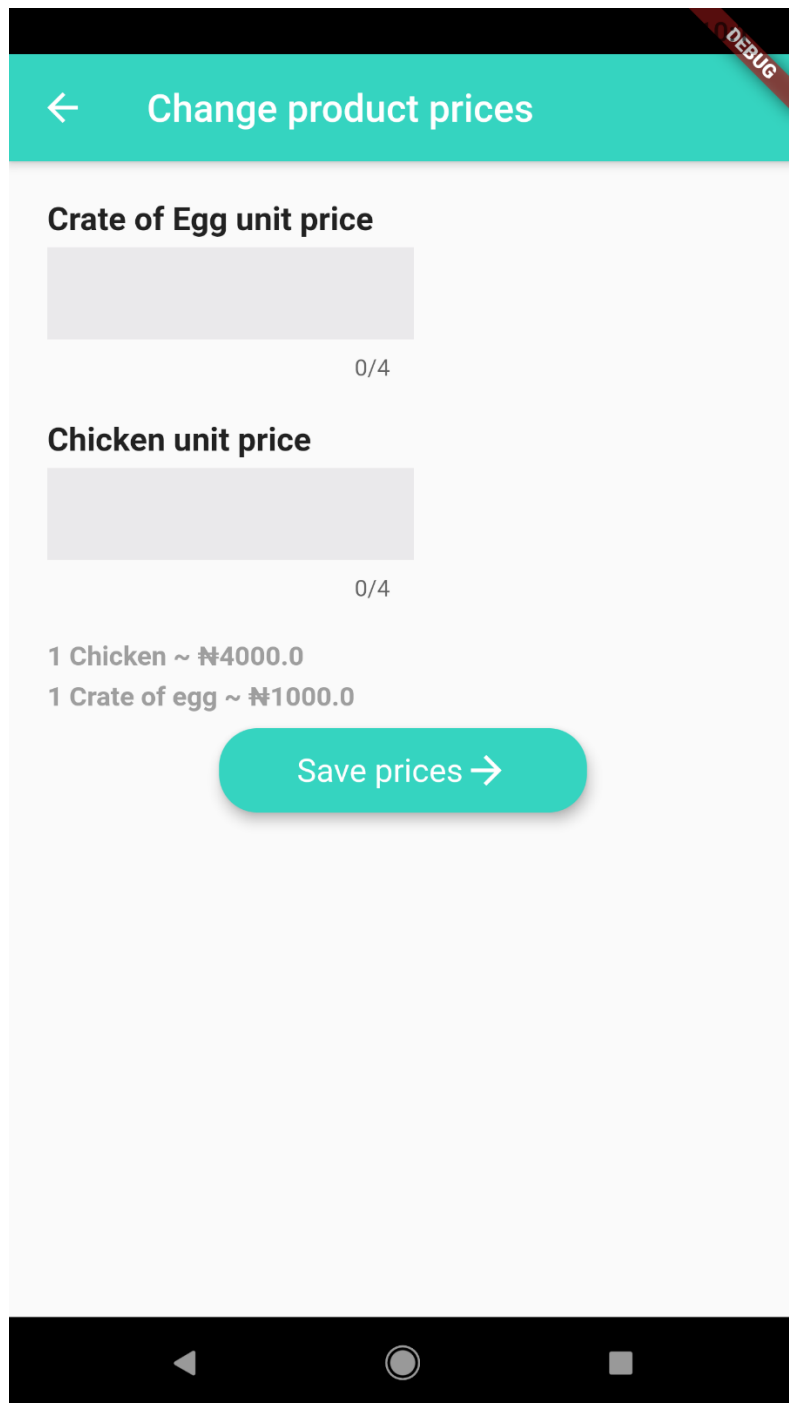 DEBUG
Change product prices
Crate of Egg unit price
0/4
Chicken unit price
0/4
1 Chicken ~ ₦4000.0
1 Crate of egg ~ ₦1000.0
Save prices →